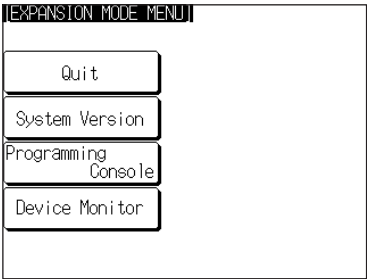 [EXPANSION MODE MENU]
Quit
System Version
Programming
Console
Device Monitor